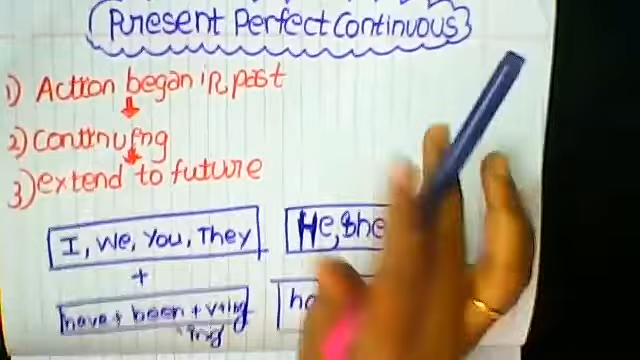 Present Perfect Continuous
1) Action began in past
2) Continuing
3) extend to future
I, We, You, They
He, She
+
have + been + V+ing
ing